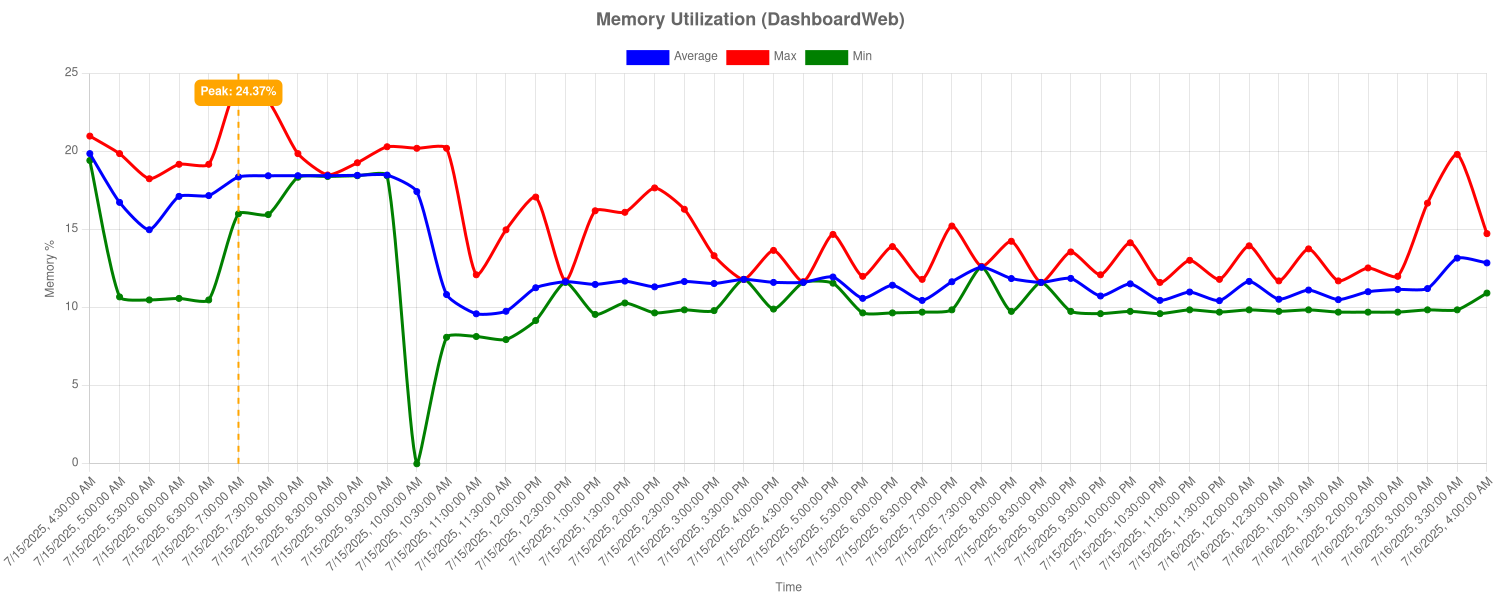 Memory Utilization (DashboardWeb)
Average Max Min
Peak: 24.37%
25
20
15
10
5
0
Memory %
7/15/2025, 4:30:00 AM
7/15/2025, 5:00:00 AM
7/15/2025, 5:30:00 AM
7/15/2025, 6:00:00 AM
7/15/2025, 6:30:00 AM
7/15/2025, 7:00:00 AM
7/15/2025, 7:30:00 AM
7/15/2025, 8:00:00 AM
7/15/2025, 8:30:00 AM
7/15/2025, 9:00:00 AM
7/15/2025, 9:30:00 AM
7/15/2025, 10:00:00 AM
7/15/2025, 10:30:00 AM
7/15/2025, 11:00:00 AM
7/15/2025, 11:30:00 AM
7/15/2025, 12:00:00 PM
7/15/2025, 12:30:00 PM
7/15/2025, 1:00:00 PM
7/15/2025, 1:30:00 PM
7/15/2025, 2:00:00 PM
7/15/2025, 2:30:00 PM
7/15/2025, 3:00:00 PM
7/15/2025, 3:30:00 PM
7/15/2025, 4:00:00 PM
7/15/2025, 4:30:00 PM
7/15/2025, 5:00:00 PM
7/15/2025, 5:30:00 PM
7/15/2025, 6:00:00 PM
7/15/2025, 6:30:00 PM
7/15/2025, 7:00:00 PM
7/15/2025, 7:30:00 PM
7/15/2025, 8:00:00 PM
7/15/2025, 8:30:00 PM
7/15/2025, 9:00:00 PM
7/15/2025, 9:30:00 PM
7/15/2025, 10:00:00 PM
7/15/2025, 10:30:00 PM
7/15/2025, 11:00:00 PM
7/15/2025, 11:30:00 PM
7/16/2025, 12:00:00 AM
7/16/2025, 12:30:00 AM
7/16/2025, 1:00:00 AM
7/16/2025, 1:30:00 AM
7/16/2025, 2:00:00 AM
7/16/2025, 2:30:00 AM
7/16/2025, 3:00:00 AM
7/16/2025, 3:30:00 AM
7/16/2025, 4:00:00 AM
Time